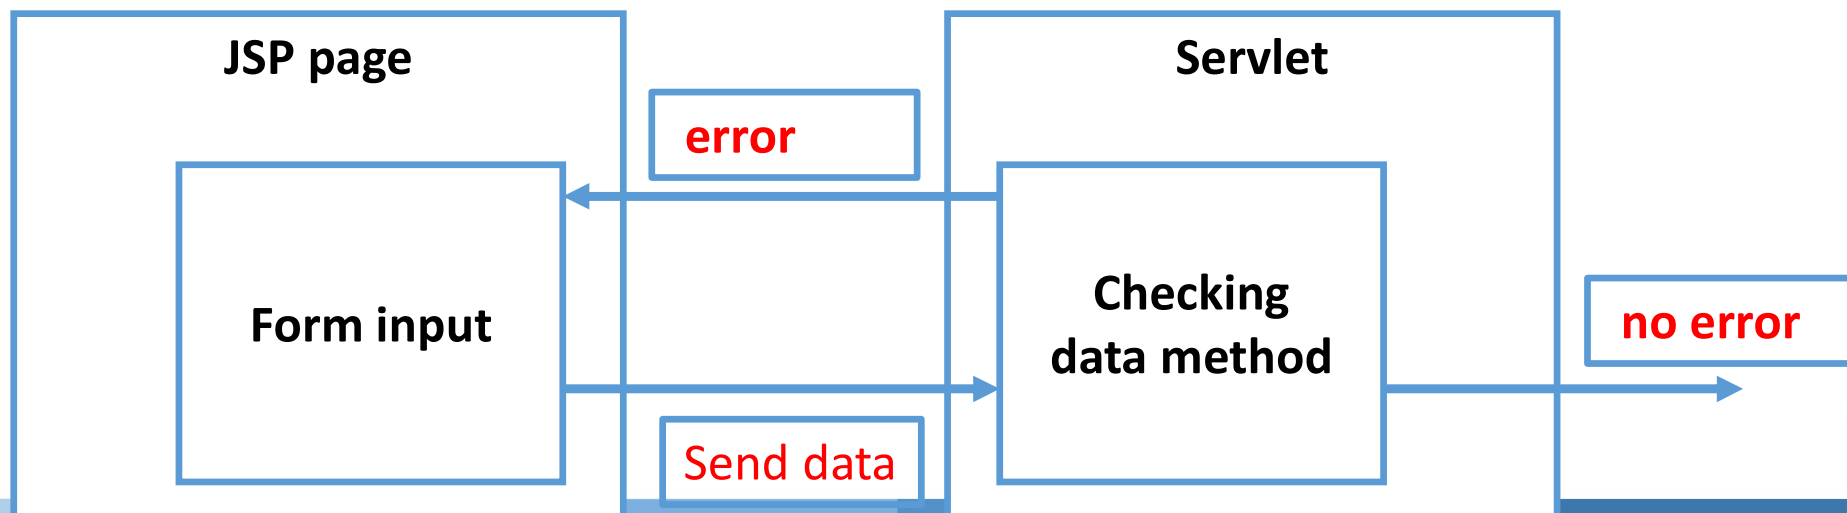 JSP page
Servlet
error
Form input
Checking
data method
no error
Send data